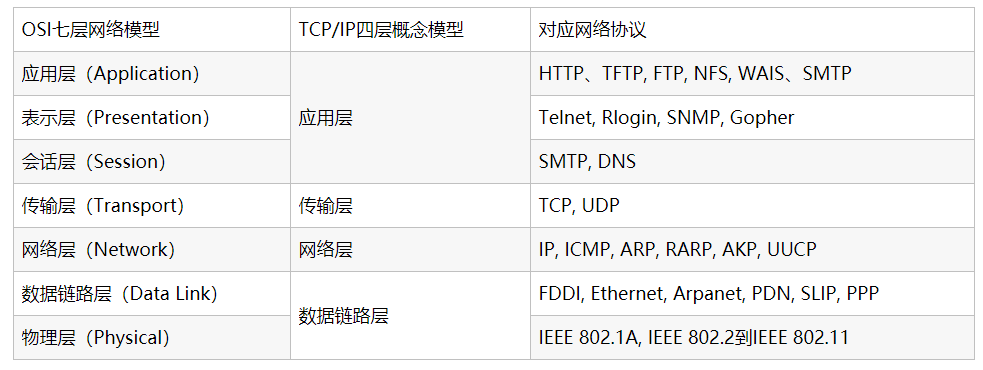 OSI七层网络模型 TCP/IP四层概念模型 对应网络协议
应用层（Application） 应用层 HTTP、TFTP, FTP, NFS, WAIS、SMTP
表示层（Presentation） Telnet, Rlogin, SNMP, Gopher
会话层（Session） SMTP, DNS
传输层（Transport） 传输层 TCP, UDP
网络层（Network） 网络层 IP, ICMP, ARP, RARP, AKP, UUCP
数据链路层（Data Link） 数据链路层 FDDI, Ethernet, Arpanet, PDN, SLIP, PPP
物理层（Physical） IEEE 802.1A, IEEE 802.2到IEEE 802.11